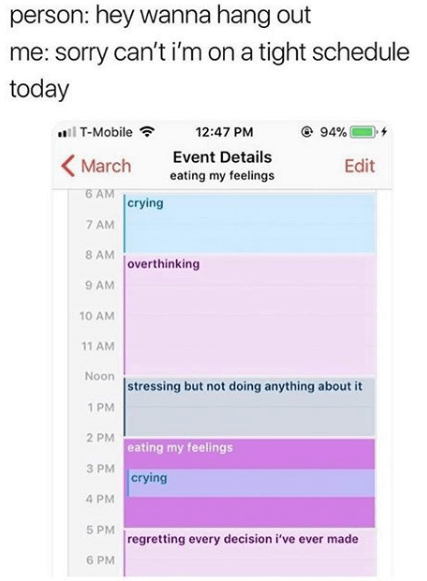 person: hey wanna hang out
me: sorry can't i'm on a tight schedule
today
T-Mobile 12:47 PM 94%
March Event Details Edit
eating my feelings
6 AM
crying
7 AM
8 AM
overthinking
9 AM
10 AM
11 AM
Noon
stressing but not doing anything about it
1 PM
2 PM
eating my feelings
3 PM
crying
4 PM
5 PM
regretting every decision i've ever made
6 PM